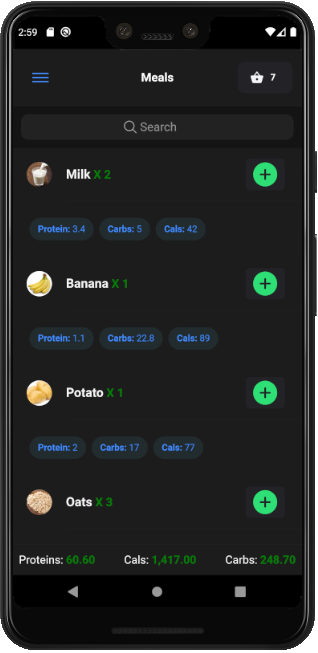 2:59
Meals
7
Search
Milk X 2
Protein: 3.4 Carbs: 5 Cals: 42
Banana X 1
Protein: 1.1 Carbs: 22.8 Cals: 89
Potato X 1
Protein: 2 Carbs: 17 Cals: 77
Oats X 3
Proteins: 60.60 Cals: 1,417.00 Carbs: 248.70